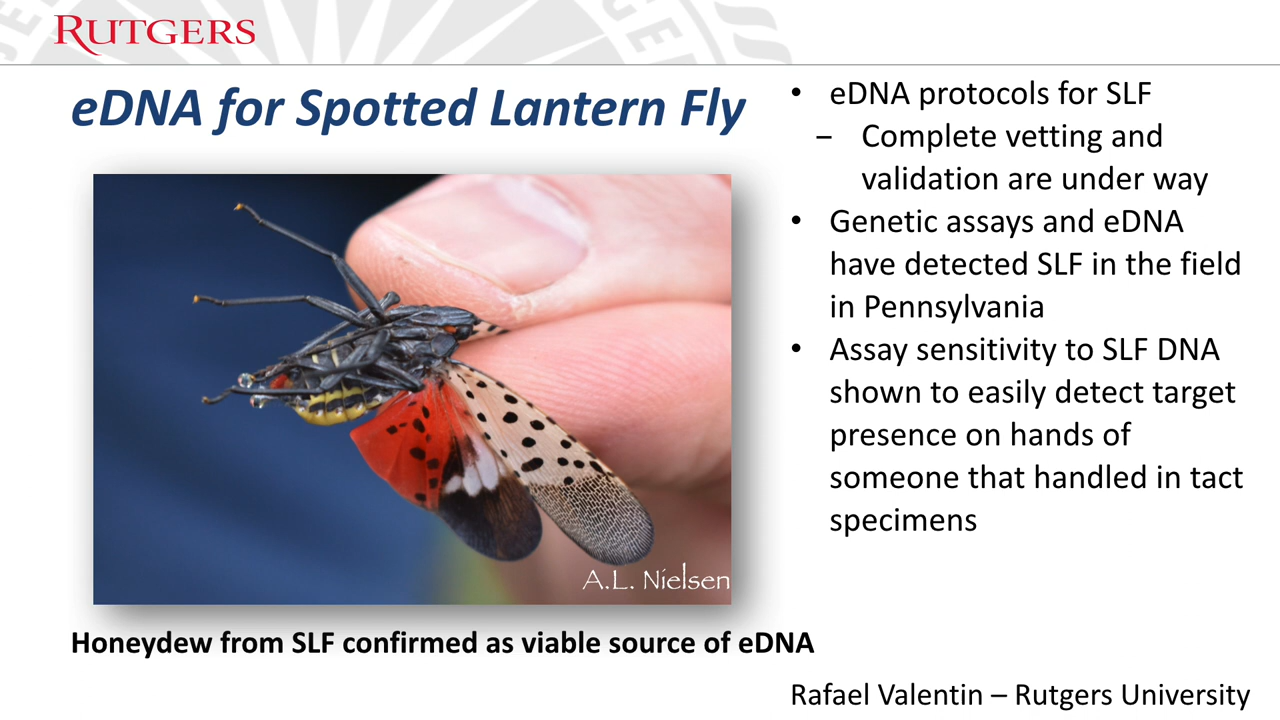 RUTGERS
eDNA for Spotted Lantern Fly
• eDNA protocols for SLF
– Complete vetting and
validation are under way
• Genetic assays and eDNA
have detected SLF in the field
in Pennsylvania
• Assay sensitivity to SLF DNA
shown to easily detect target
presence on hands of
someone that handled in tact
specimens
A.L. Nielsen
Honeydew from SLF confirmed as viable source of eDNA
Rafael Valentin – Rutgers University